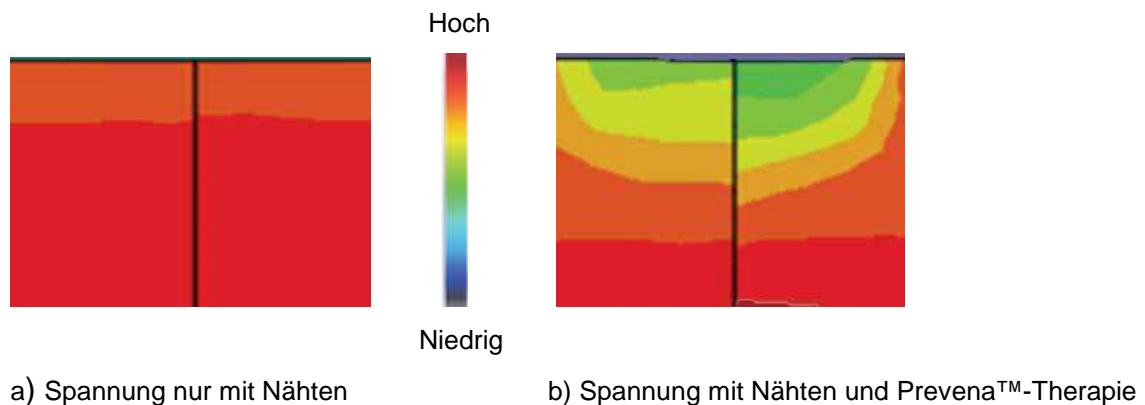 Hoch
Niedrig
a) Spannung nur mit Nähten
b) Spannung mit Nähten und Prevena™-Therapie